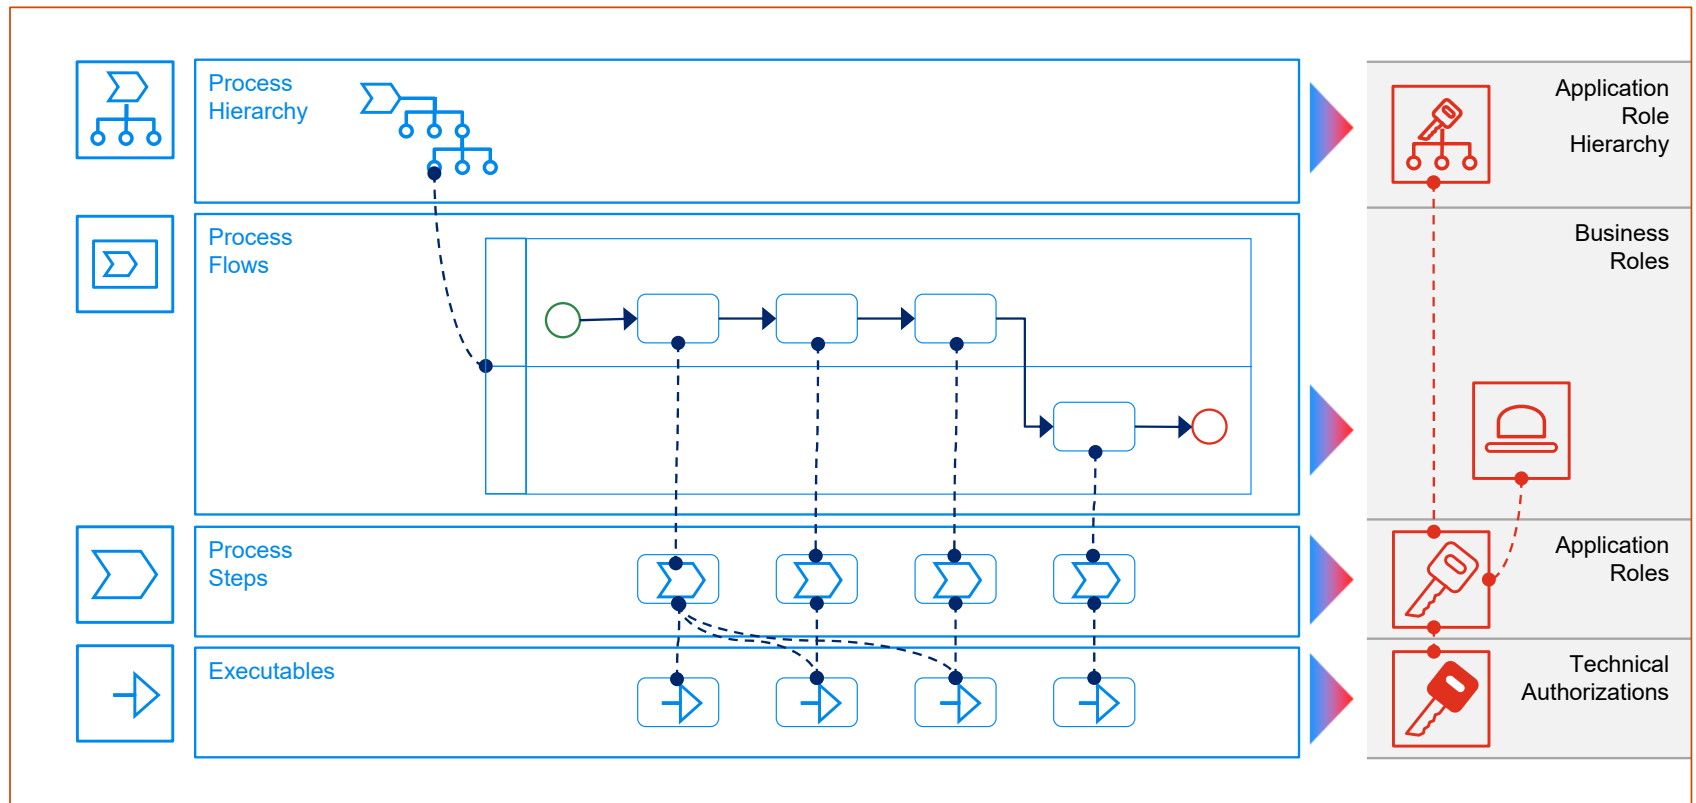 Process
Hierarchy
Application
Role
Hierarchy
Process
Flows
Business
Roles
Process
Steps
Application
Roles
Executables
Technical
Authorizations